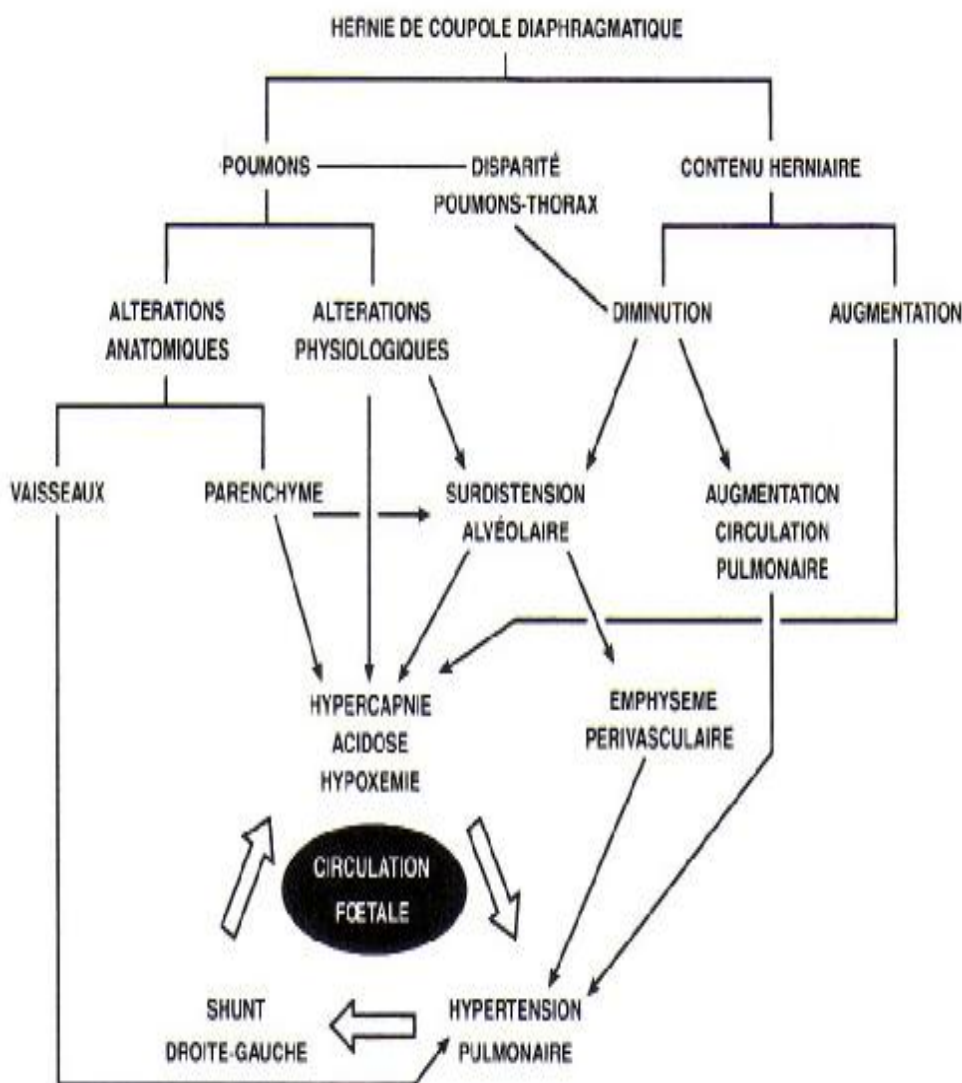 HERNIE DE COUPOLE DIAPHRAGMATIQUE
POUMONS
DISPARITÉ
POUMONS-THORAX
CONTENU HERNIAIRE
ALTERATIONS
ANATOMIQUES
ALTERATIONS
PHYSIOLOGIQUES
DIMINUTION
AUGMENTATION
VAISSEAUX
PARENCHYME
SURDISTENSION
ALVÉOLAIRE
AUGMENTATION
CIRCULATION
PULMONAIRE
HYPERCAPNIE
ACIDOSE
HYPOXEMIE
EMPHYSEME
PERIVASCULAIRE
CIRCULATION
FŒTALE
SHUNT
DROITE-GAUCHE
HYPERTENSION
PULMONAIRE